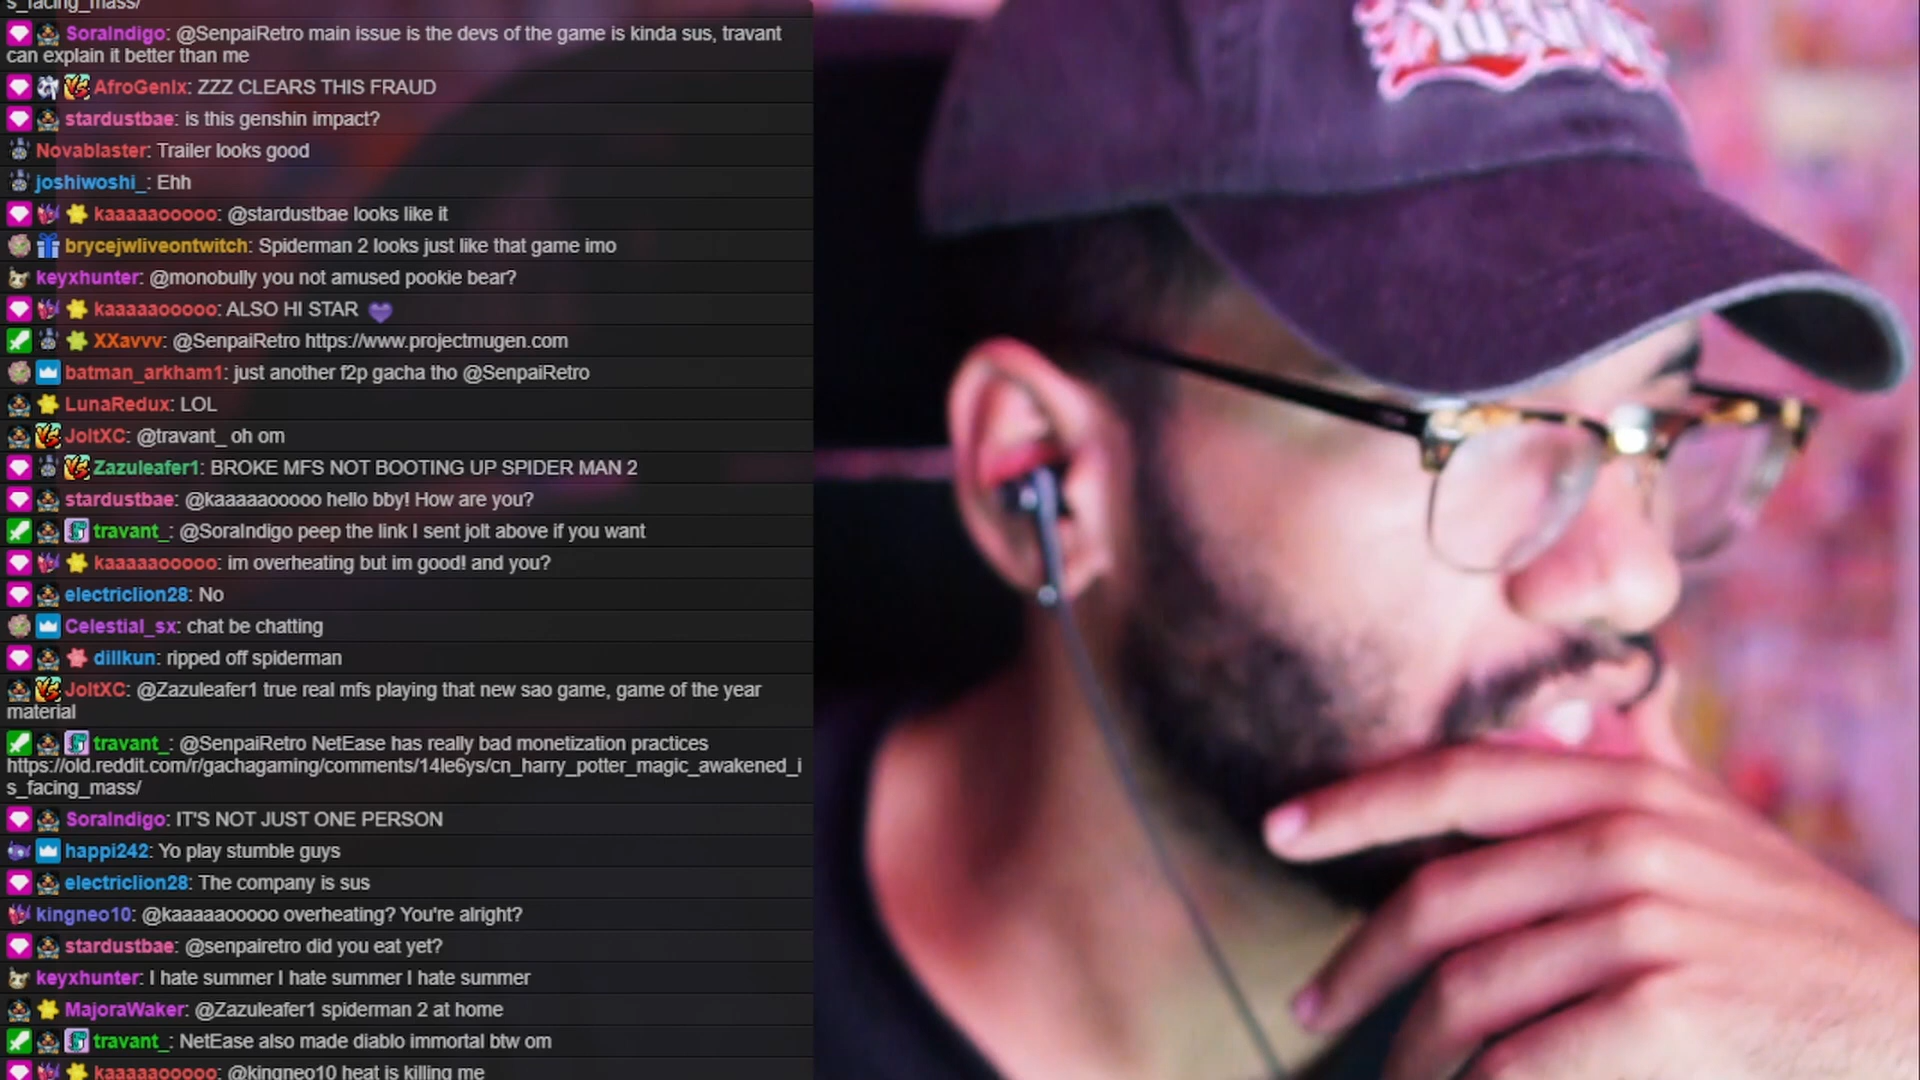 s_facing_mass/
SoraIndigo: @SenpaiRetro main issue is the devs of the game is kinda sus, travant
can explain it better than me
AfroGenIx: ZZZ CLEARS THIS FRAUD
stardustbae: is this genshin impact?
Novablaster: Trailer looks good
joshiwoshi_: Ehh
kaaaaaooooo: @stardustbae looks like it
brycejwliveontwitch: Spiderman 2 looks just like that game imo
keyxhunter: @monobully you not amused pookie bear?
kaaaaaooooo: ALSO HI STAR
XXavvv: @SenpaiRetro https://www.projectmugen.com
batman_arkham1: just another f2p gacha tho @SenpaiRetro
LunaRedux: LOL
JoltXC: @travant_ oh om
Zazuleafer1: BROKE MFS NOT BOOTING UP SPIDER MAN 2
stardustbae: @kaaaaaooooo hello bby! How are you?
travant_: @SoraIndigo peep the link I sent jolt above if you want
kaaaaaooooo: im overheating but im good! and you?
electriclion28: No
Celestial_sx: chat be chatting
dillkun: ripped off spiderman
JoltXC: @Zazuleafer1 true real mfs playing that new sao game, game of the year
material
travant_: @SenpaiRetro NetEase has really bad monetization practices
https://old.reddit.com/r/gachagaming/comments/14le6ys/cn_harry_potter_magic_awakened_i
s_facing_mass/
SoraIndigo: IT'S NOT JUST ONE PERSON
happi242: Yo play stumble guys
electriclion28: The company is sus
kingneo10: @kaaaaaooooo overheating? You're alright?
stardustbae: @senpairetro did you eat yet?
keyxhunter: I hate summer I hate summer I hate summer
MajoraWaker: @Zazuleafer1 spiderman 2 at home
travant_: NetEase also made diablo immortal btw om
kaaaaaooooo: @kingneo10 heat is killing me